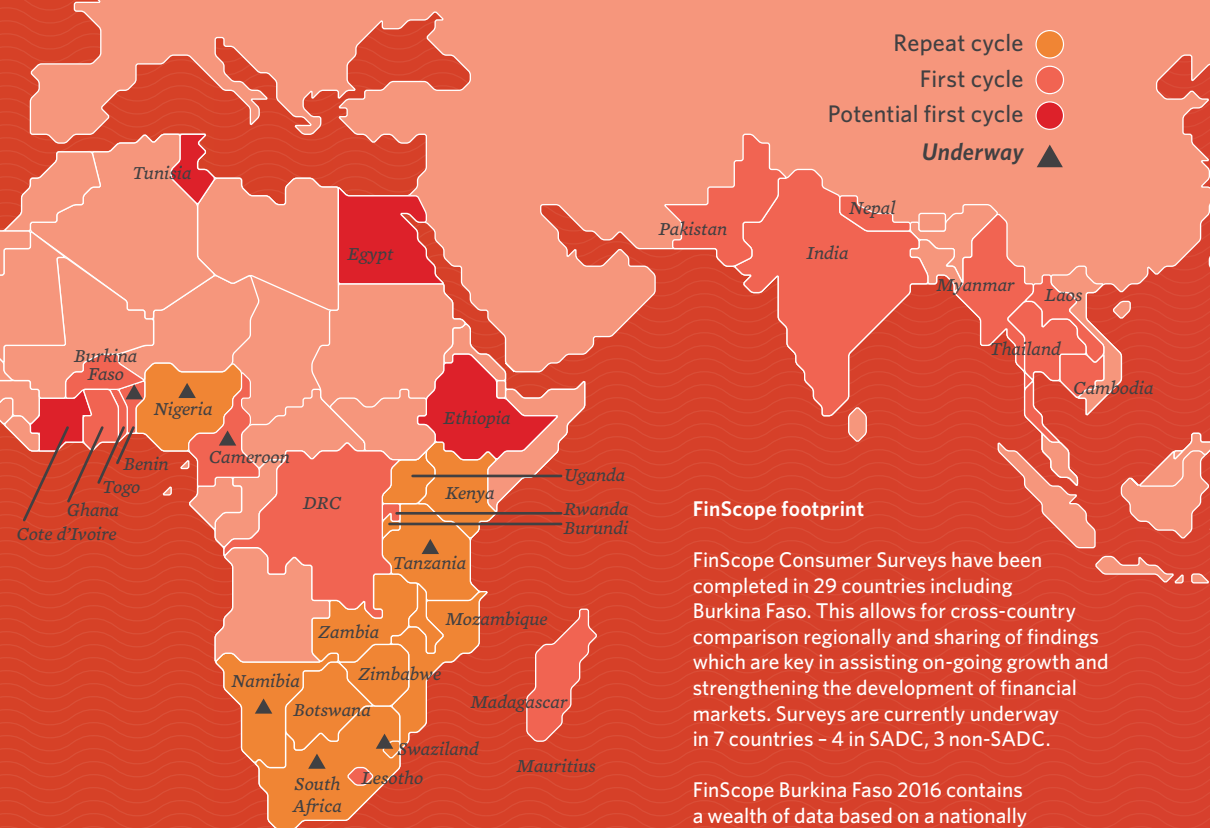 Repeat cycle
First cycle
Potential first cycle
Underway
Tunisia
Egypt
Pakistan
Nepal
India
Myanmar
Laos
Thailand
Cambodia
Burkina
Faso
Nigeria
Ethiopia
Benin
Cameroon
Togo
Ghana
Cote d'Ivoire
DRC
Kenya
Uganda
Rwanda
Burundi
Tanzania
Zambia
Mozambique
Zimbabwe
Namibia
Botswana
Madagascar
Swaziland
Mauritius
Lesotho
South
Africa
FinScope footprint
FinScope Consumer Surveys have been
completed in 29 countries including
Burkina Faso. This allows for cross-country
comparison regionally and sharing of findings
which are key in assisting on-going growth and
strengthening the development of financial
markets. Surveys are currently underway
in 7 countries – 4 in SADC, 3 non-SADC.
FinScope Burkina Faso 2016 contains
a wealth of data based on a nationally